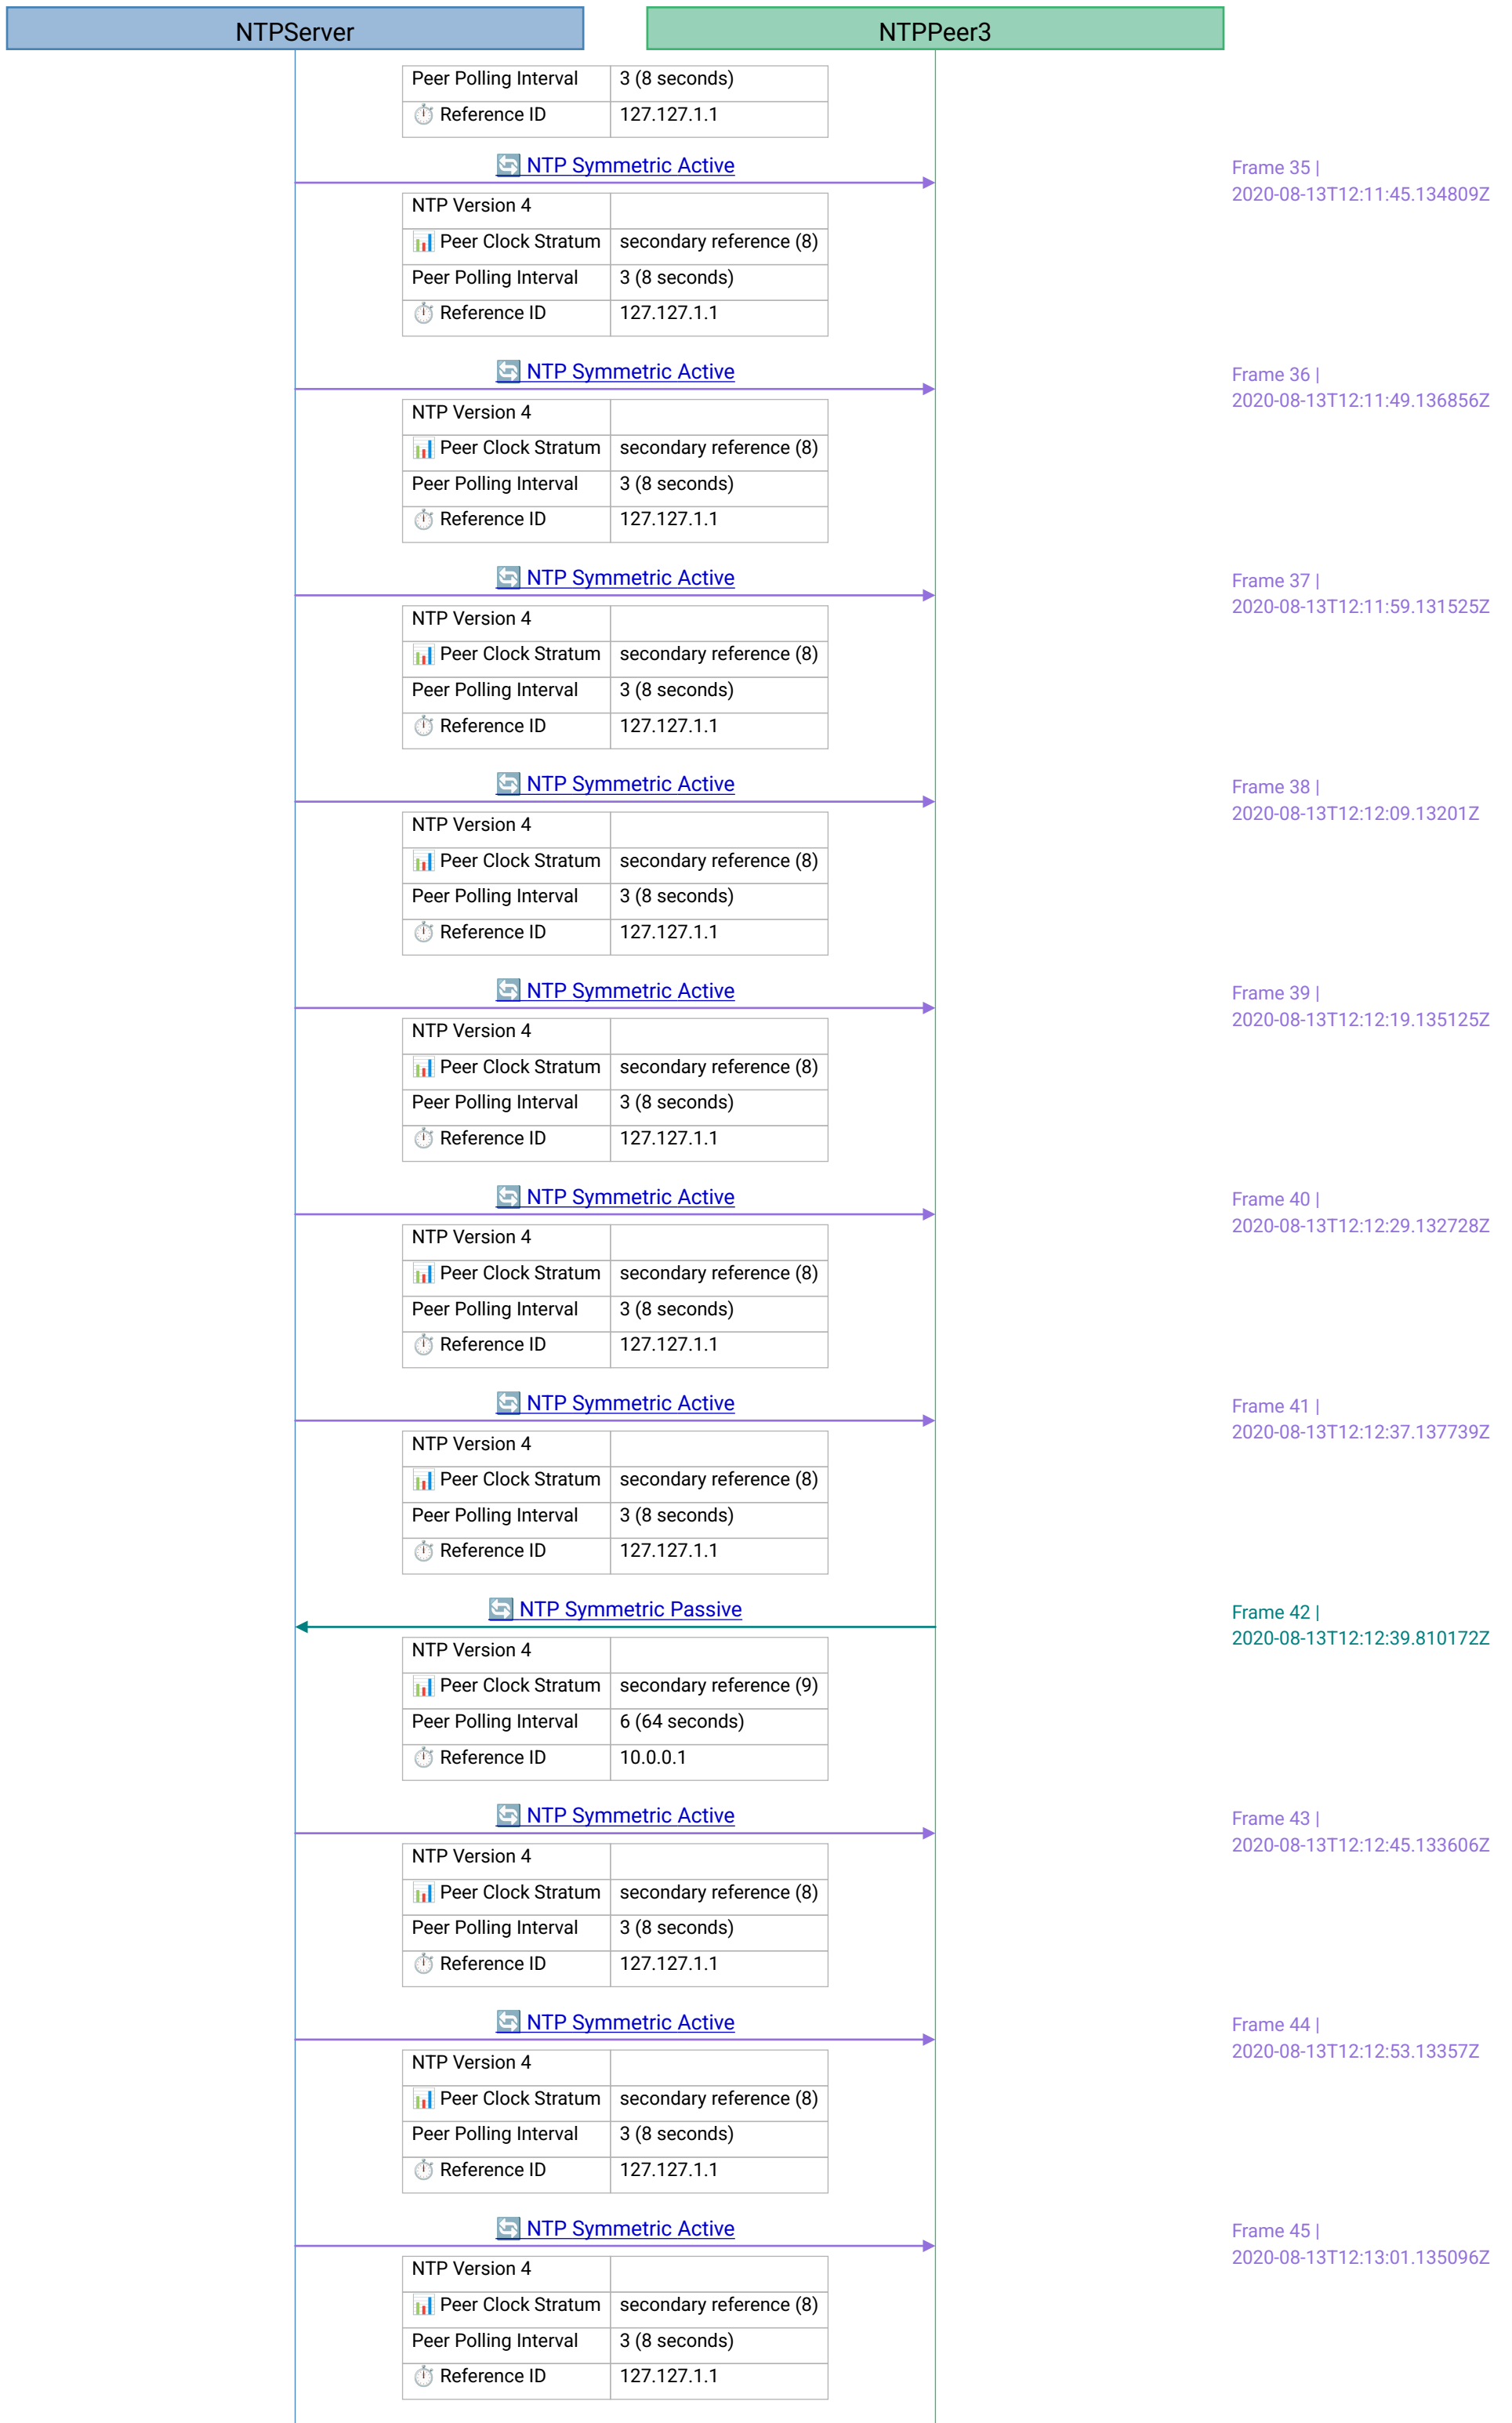 NTPServer NTPPeer3
Peer Polling Interval 3 (8 seconds)
⏱️ Reference ID 127.127.1.1
🔄 NTP Symmetric Active
Frame 35 |
2020-08-13T12:11:45.134809Z
NTP Version 4
📊 Peer Clock Stratum secondary reference (8)
Peer Polling Interval 3 (8 seconds)
⏱️ Reference ID 127.127.1.1
🔄 NTP Symmetric Active
Frame 36 |
2020-08-13T12:11:49.136856Z
NTP Version 4
📊 Peer Clock Stratum secondary reference (8)
Peer Polling Interval 3 (8 seconds)
⏱️ Reference ID 127.127.1.1
🔄 NTP Symmetric Active
Frame 37 |
2020-08-13T12:11:59.131525Z
NTP Version 4
📊 Peer Clock Stratum secondary reference (8)
Peer Polling Interval 3 (8 seconds)
⏱️ Reference ID 127.127.1.1
🔄 NTP Symmetric Active
Frame 38 |
2020-08-13T12:12:09.13201Z
NTP Version 4
📊 Peer Clock Stratum secondary reference (8)
Peer Polling Interval 3 (8 seconds)
⏱️ Reference ID 127.127.1.1
🔄 NTP Symmetric Active
Frame 39 |
2020-08-13T12:12:19.135125Z
NTP Version 4
📊 Peer Clock Stratum secondary reference (8)
Peer Polling Interval 3 (8 seconds)
⏱️ Reference ID 127.127.1.1
🔄 NTP Symmetric Active
Frame 40 |
2020-08-13T12:12:29.132728Z
NTP Version 4
📊 Peer Clock Stratum secondary reference (8)
Peer Polling Interval 3 (8 seconds)
⏱️ Reference ID 127.127.1.1
🔄 NTP Symmetric Active
Frame 41 |
2020-08-13T12:12:37.137739Z
NTP Version 4
📊 Peer Clock Stratum secondary reference (8)
Peer Polling Interval 3 (8 seconds)
⏱️ Reference ID 127.127.1.1
🔄 NTP Symmetric Passive
Frame 42 |
2020-08-13T12:12:39.810172Z
NTP Version 4
📊 Peer Clock Stratum secondary reference (9)
Peer Polling Interval 6 (64 seconds)
⏱️ Reference ID 10.0.0.1
🔄 NTP Symmetric Active
Frame 43 |
2020-08-13T12:12:45.133606Z
NTP Version 4
📊 Peer Clock Stratum secondary reference (8)
Peer Polling Interval 3 (8 seconds)
⏱️ Reference ID 127.127.1.1
🔄 NTP Symmetric Active
Frame 44 |
2020-08-13T12:12:53.13357Z
NTP Version 4
📊 Peer Clock Stratum secondary reference (8)
Peer Polling Interval 3 (8 seconds)
⏱️ Reference ID 127.127.1.1
🔄 NTP Symmetric Active
Frame 45 |
2020-08-13T12:13:01.135096Z
NTP Version 4
📊 Peer Clock Stratum secondary reference (8)
Peer Polling Interval 3 (8 seconds)
⏱️ Reference ID 127.127.1.1